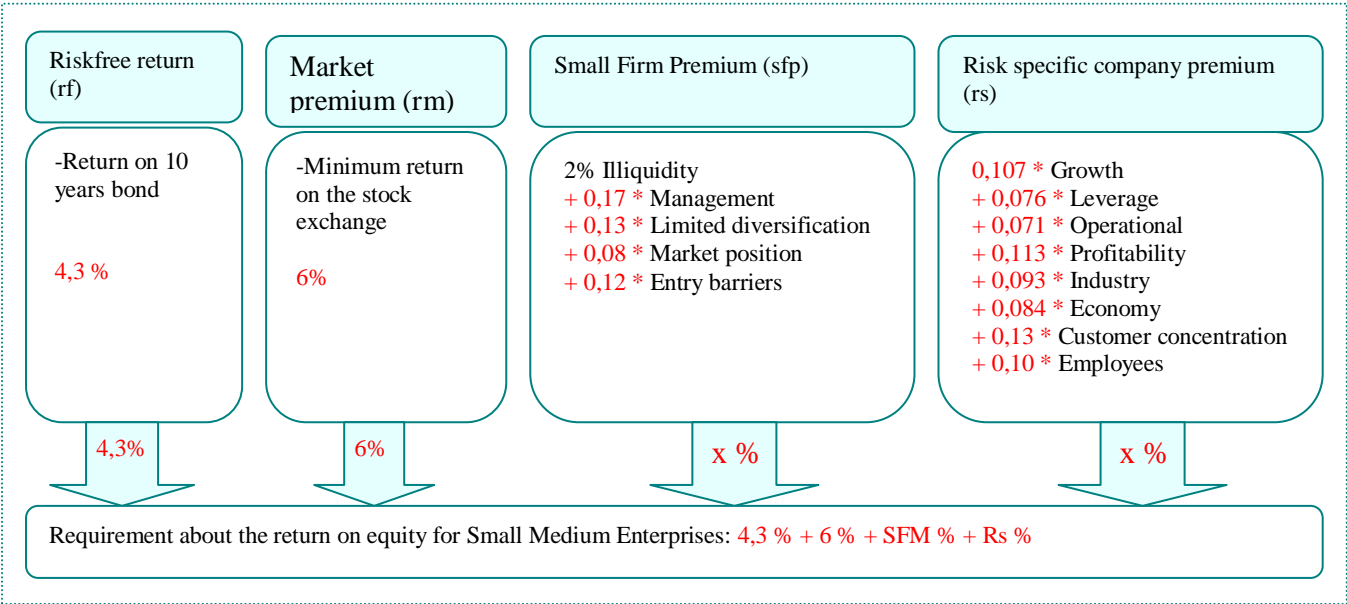 Riskfree return
(rf)
Market
premium (rm)
Small Firm Premium (sfp)
Risk specific company premium
(rs)
-Return on 10
years bond
4,3 %
-Minimum return
on the stock
exchange
6%
2% Illiquidity
+ 0,17 * Management
+ 0,13 * Limited diversification
+ 0,08 * Market position
+ 0,12 * Entry barriers
0,107 * Growth
+ 0,076 * Leverage
+ 0,071 * Operational
+ 0,113 * Profitability
+ 0,093 * Industry
+ 0,084 * Economy
+ 0,13 * Customer concentration
+ 0,10 * Employees
4,3%
6%
x %
x %
Requirement about the return on equity for Small Medium Enterprises: 4,3 % + 6 % + SFM % + Rs %